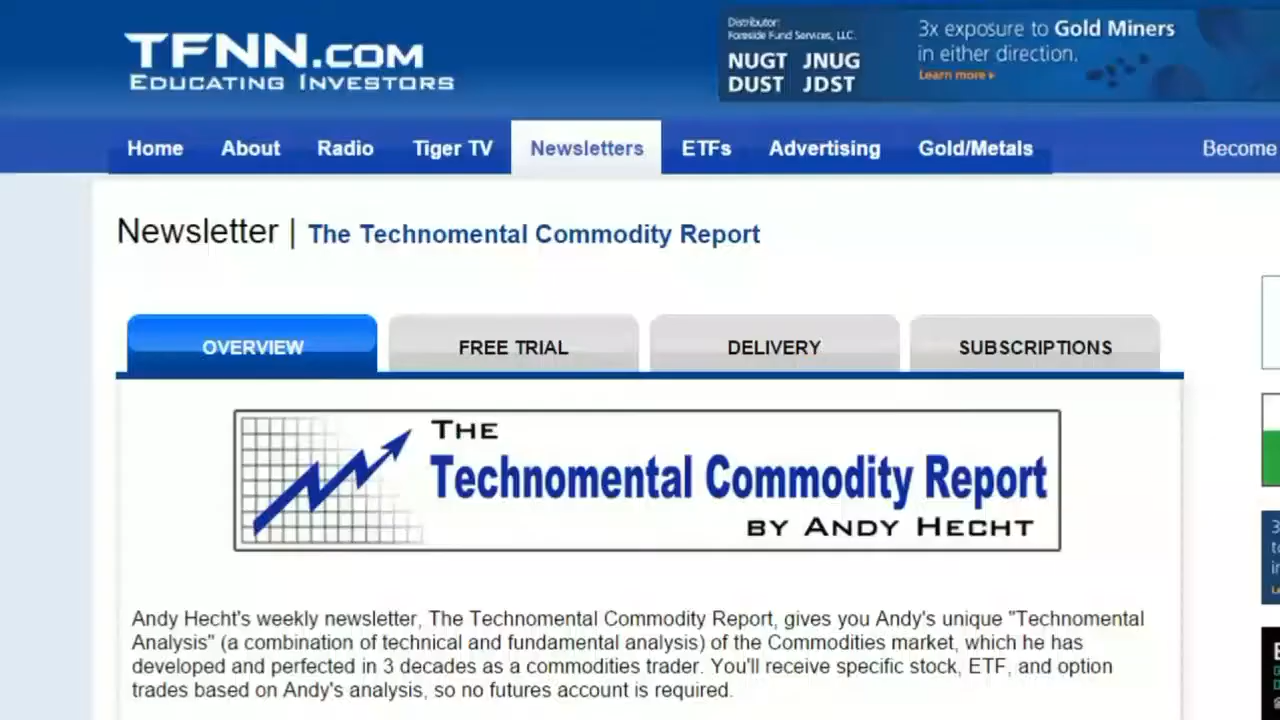 TFNN.COM
EDUCATING INVESTORS
Distributor:
Foreside Fund Services, LLC.
NUGT JNUG
DUST JDST
3x exposure to Gold Miners
in either direction.
Learn more
Home About Radio Tiger TV Newsletters ETFs Advertising Gold/Metals Become
Newsletter | The Technomental Commodity Report
OVERVIEW FREE TRIAL DELIVERY SUBSCRIPTIONS
THE
Technomental Commodity Report
BY ANDY HECHT
Andy Hecht's weekly newsletter, The Technomental Commodity Report, gives you Andy's unique "Technomental
Analysis" (a combination of technical and fundamental analysis) of the Commodities market, which he has
developed and perfected in 3 decades as a commodities trader. You'll receive specific stock, ETF, and option
trades based on Andy's analysis, so no futures account is required.